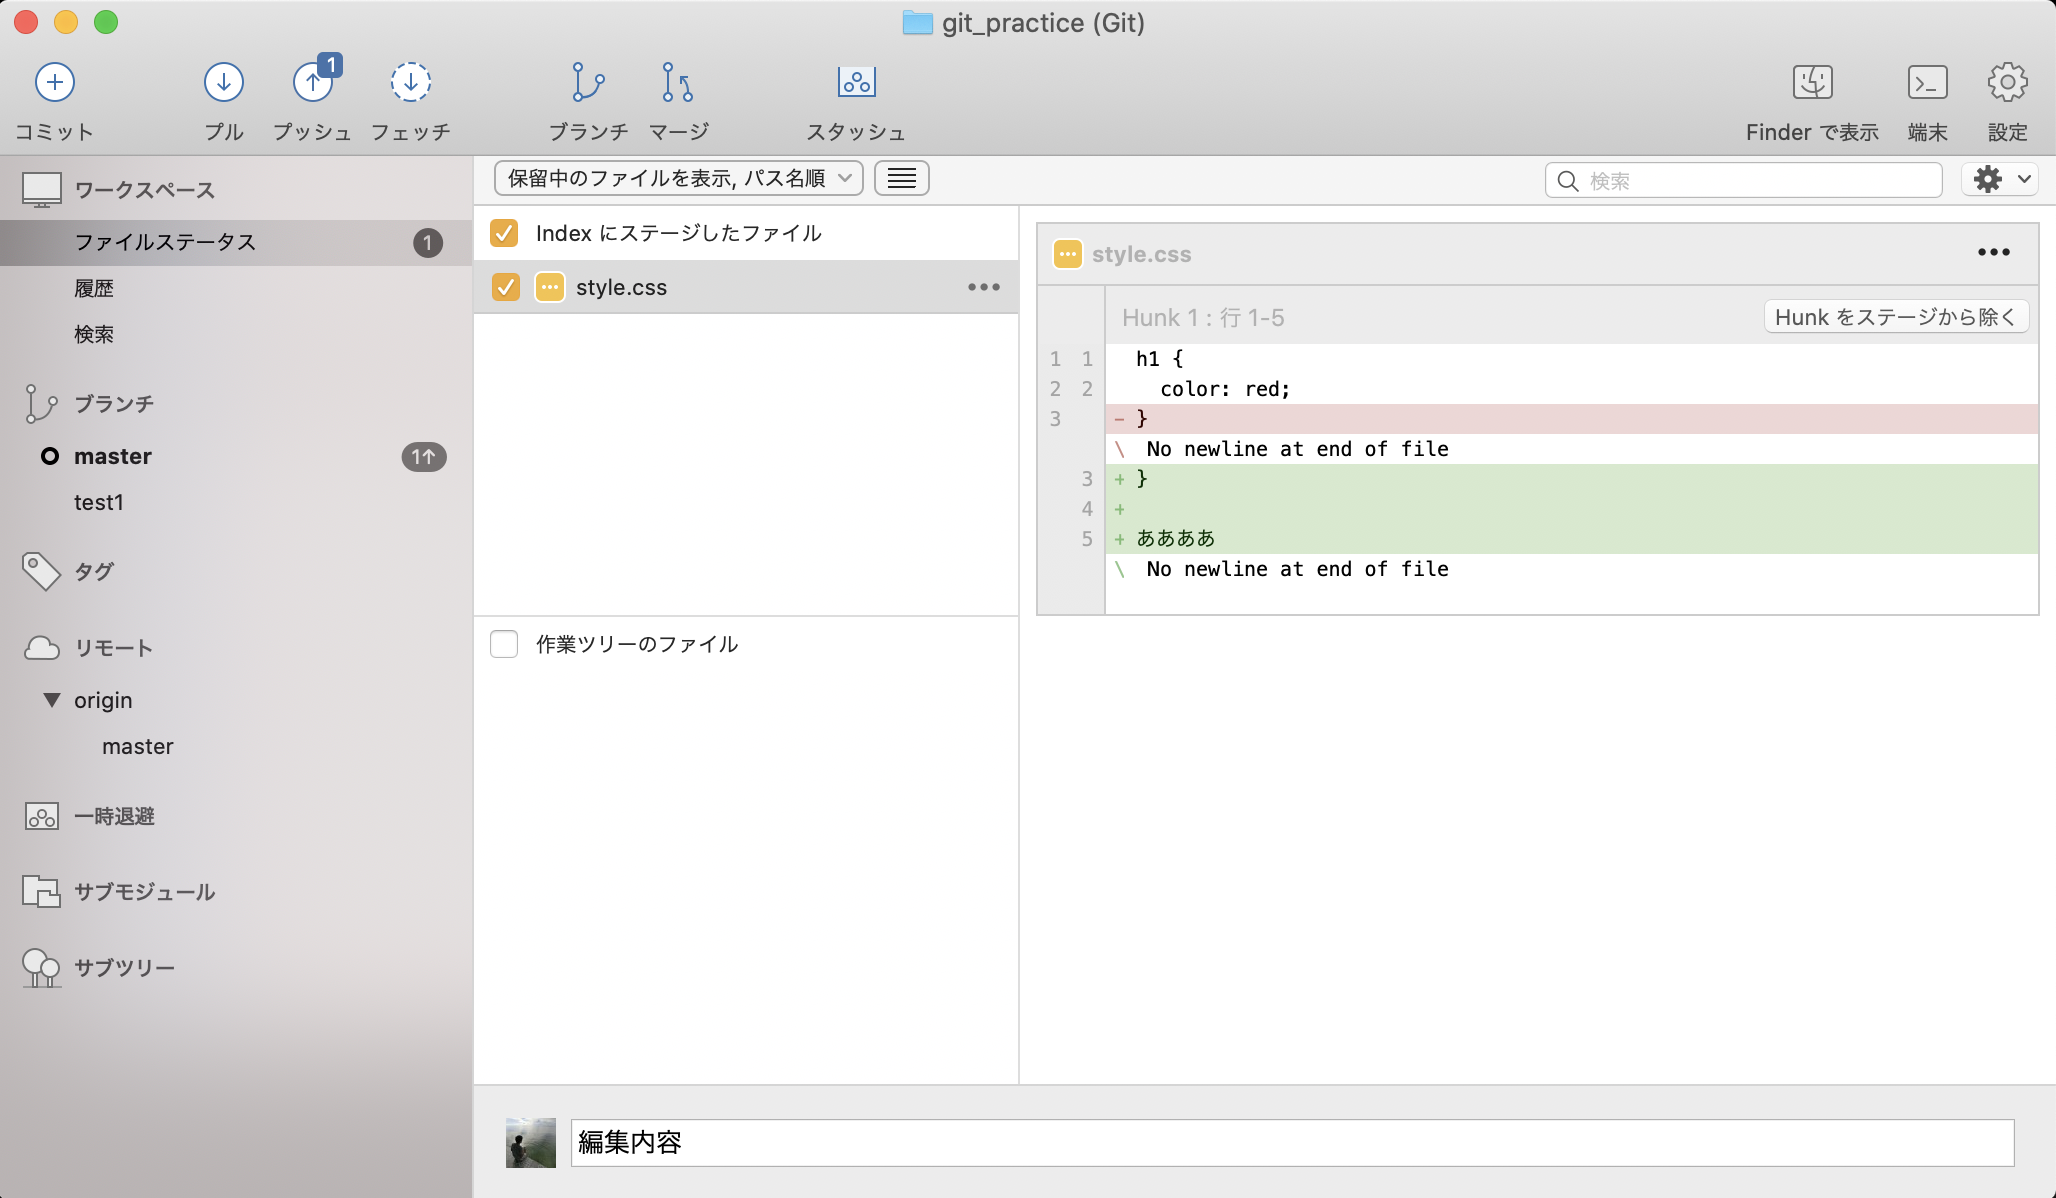 git_practice (Git)
1
コミット
プル
プッシュ
フェッチ
ブランチ
マージ
スタッシュ
Finder で表示
端末
設定
ワークスペース
ファイルステータス
1
履歴
検索
ブランチ
master
1↑
test1
タグ
リモート
origin
master
一時退避
サブモジュール
サブツリー
保留中のファイルを表示, パス名順
検索
Index にステージしたファイル
style.css
作業ツリーのファイル
style.css
Hunk 1 : 行 1-5
Hunk をステージから除く
1 1 h1 {
2 2 color: red;
3 - }
\ No newline at end of file
3 + }
4 +
5 + ああああ
\ No newline at end of file
編集内容